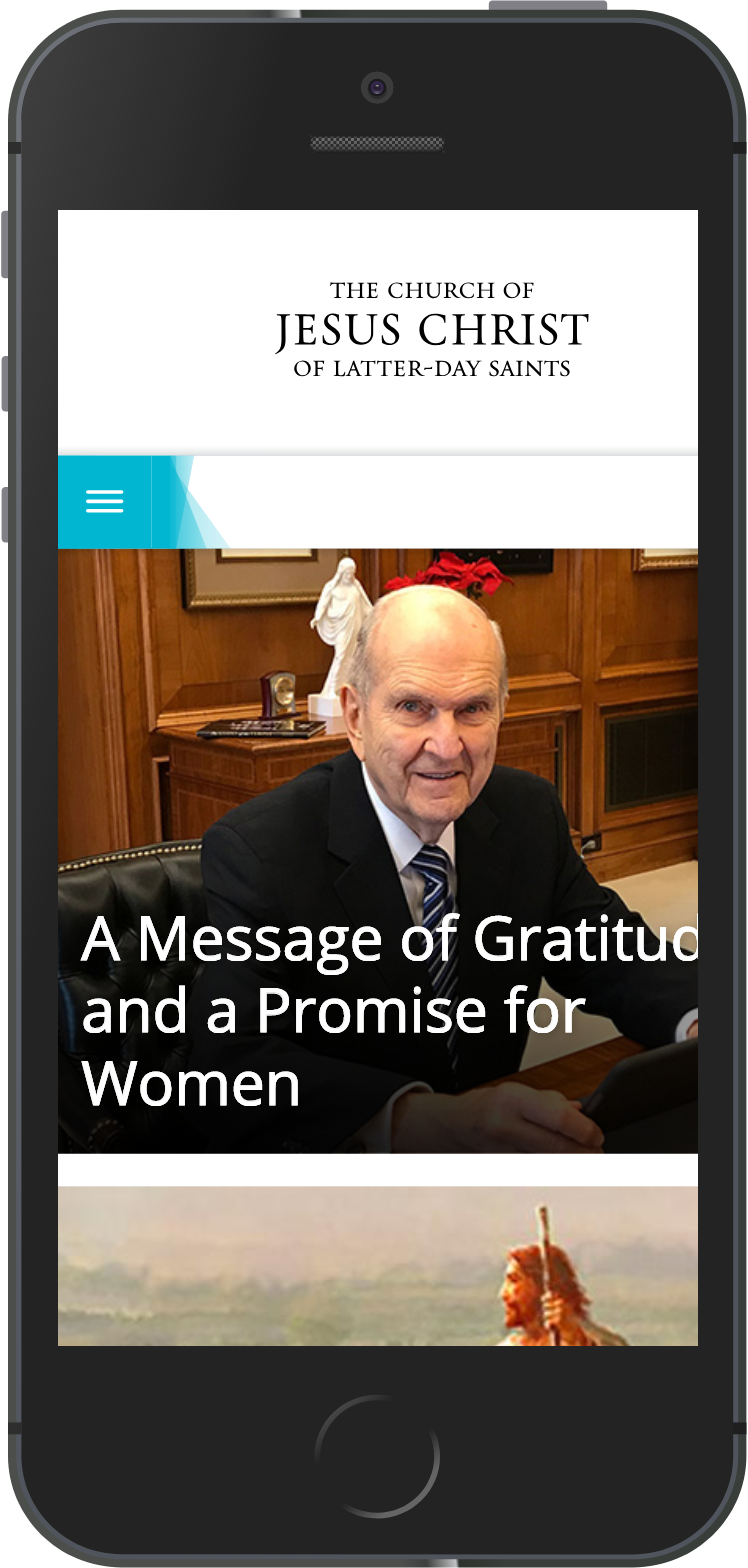 THE CHURCH OF
JESUS CHRIST
OF LATTER-DAY SAINTS
A Message of Gratitud
and a Promise for
Women